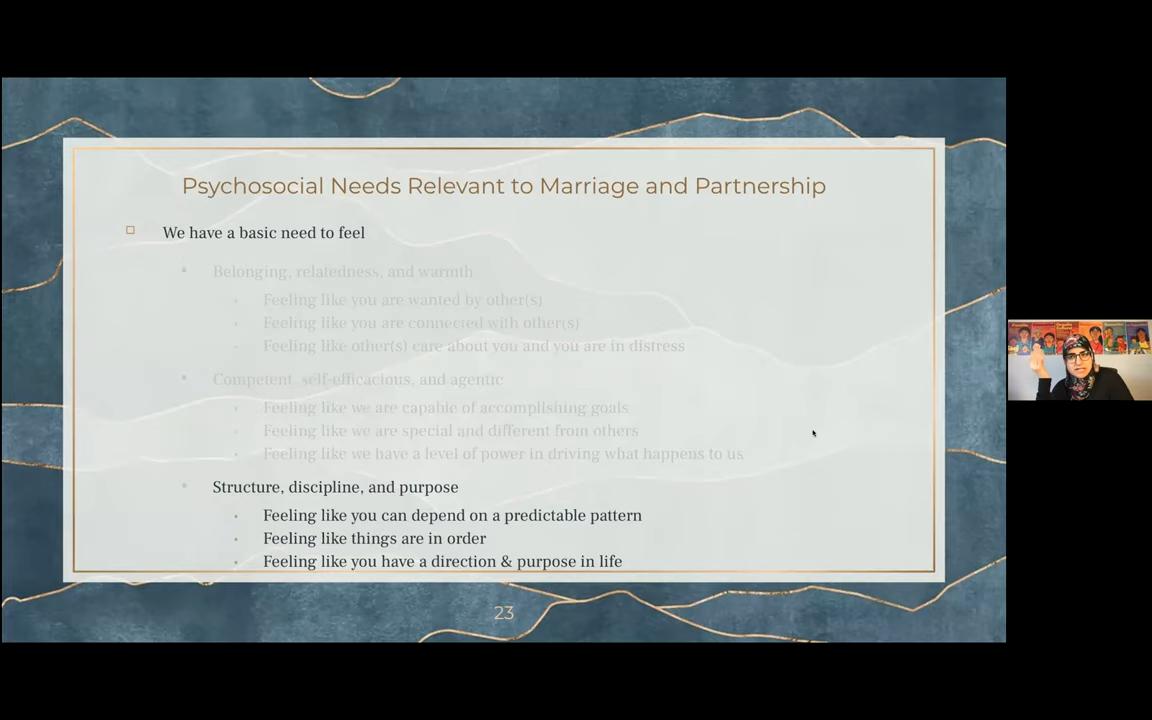 Psychosocial Needs Relevant to Marriage and Partnership
We have a basic need to feel
Belonging, relatedness, and warmth
Feeling like you are wanted by other(s)
Feeling like you are connected with other(s)
Feeling like other(s) care about you and you are in distress
Competent, self-efficacious, and agentic
Feeling like we are capable of accomplishing goals
Feeling like we are special and different from others
Feeling like we have a level of power in driving what happens to us
Structure, discipline, and purpose
Feeling like you can depend on a predictable pattern
Feeling like things are in order
Feeling like you have a direction & purpose in life
23